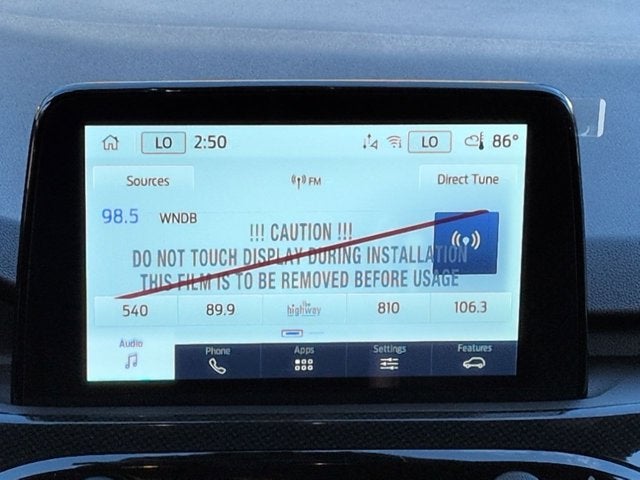 LO 2:50 LO 86°
Sources FM Direct Tune
98.5 WNDB
!!! CAUTION !!!
DO NOT TOUCH DISPLAY DURING INSTALLATION
THIS FILM IS TO BE REMOVED BEFORE USAGE
540 89.9 the highway 810 106.3
Audio Phone Apps Settings Features